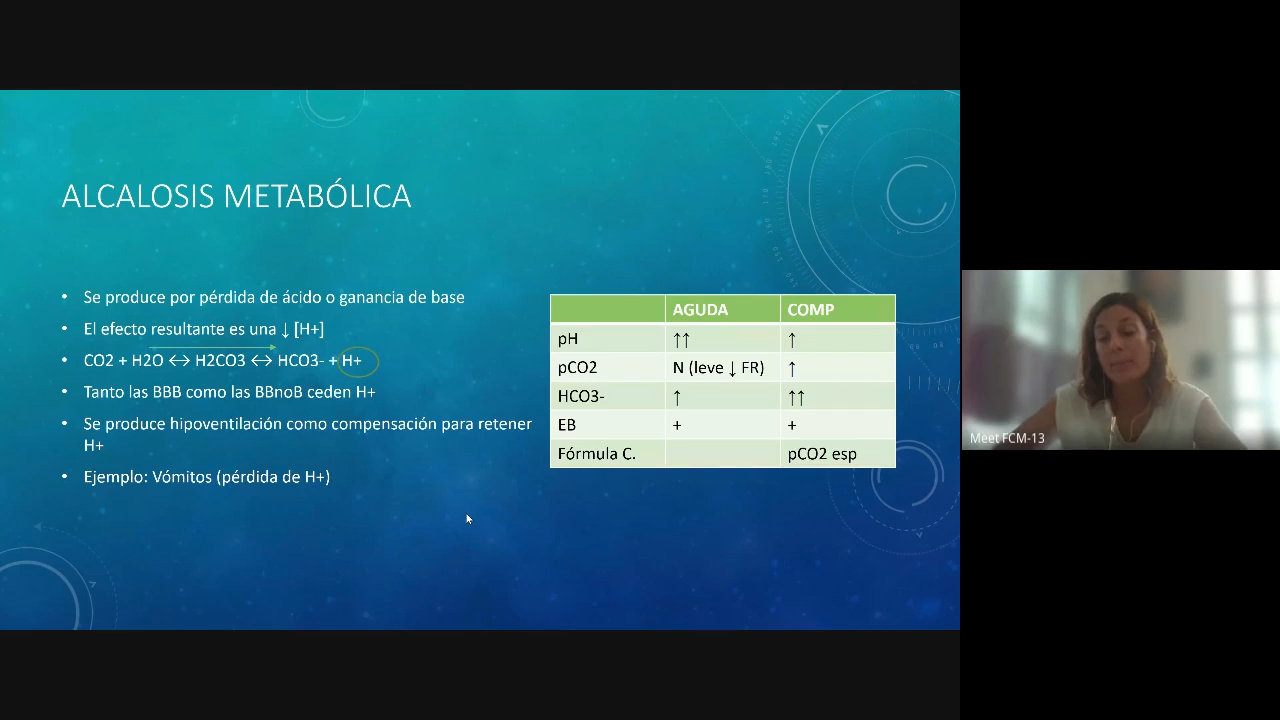 ALCALOSIS METABÓLICA
• Se produce por pérdida de ácido o ganancia de base
• El efecto resultante es una ↓ [H+]
• CO2 + H2O ↔ H2CO3 ↔ HCO3- + H+
• Tanto las BBB como las BBnoB ceden H+
• Se produce hipoventilación como compensación para retener
H+
• Ejemplo: Vómitos (pérdida de H+)
AGUDA COMP
pH ↑↑ ↑
pCO2 N (leve ↓ FR) ↑
HCO3- ↑ ↑↑
EB + +
Fórmula C. pCO2 esp
Meet FCM-13